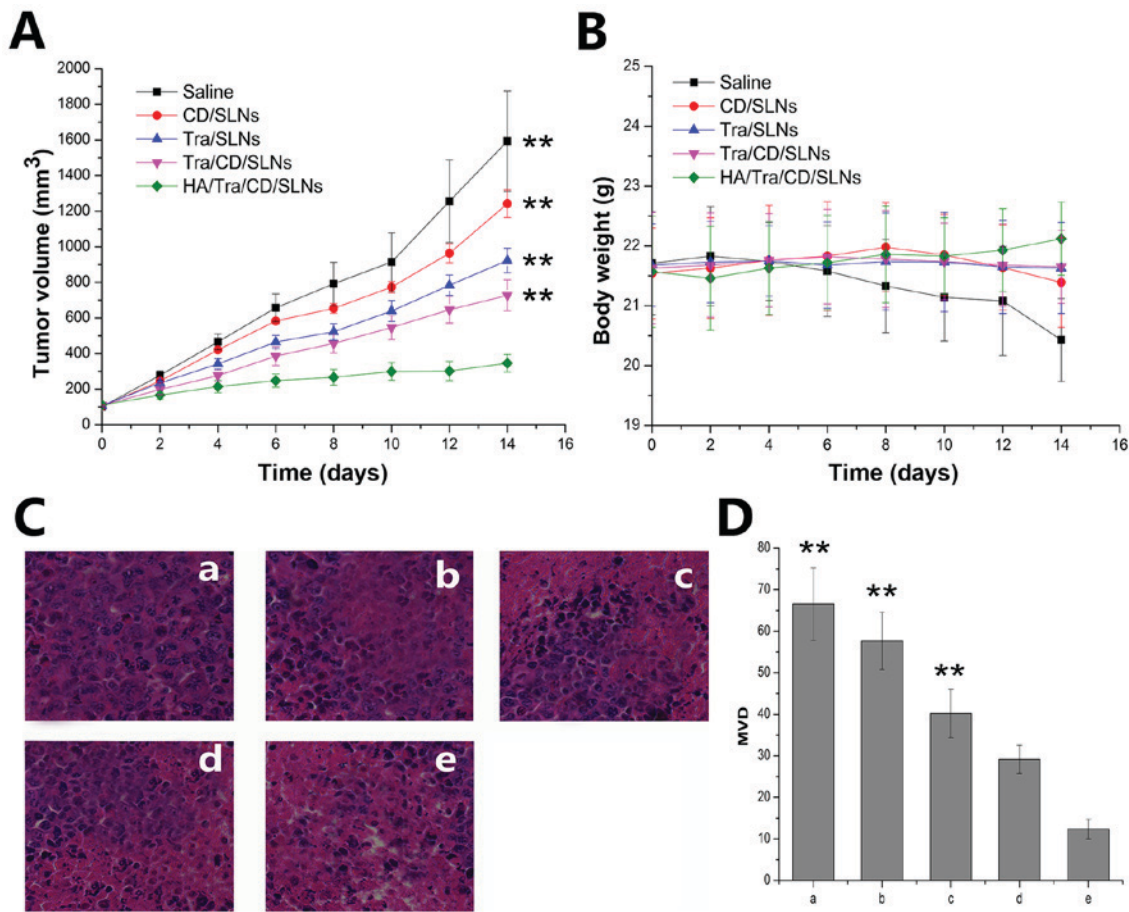 A
Tumor volume (mm³)
2000
1800
1600
1400
1200
1000
800
600
400
200
0
Saline
CD/SLNs
Tra/SLNs
Tra/CD/SLNs
HA/Tra/CD/SLNs
**
**
**
**
0 2 4 6 8 10 12 14 16
Time (days)
B
Body weight (g)
25
24
23
22
21
20
19
Saline
CD/SLNs
Tra/SLNs
Tra/CD/SLNs
HA/Tra/CD/SLNs
0 2 4 6 8 10 12 14 16
Time (days)
C
a
b
c
d
e
D
MVD
80
70
60
50
40
30
20
10
0
**
**
**
a b c d e